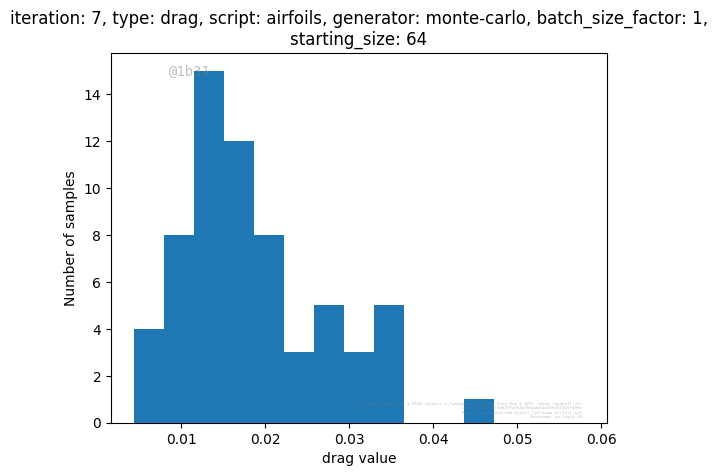 iteration: 7, type: drag, script: airfoils, generator: monte-carlo, batch_size_factor: 1,
starting_size: 64
@1b31
14
12
10
8
6
4
2
0
Number of samples
0.01 0.02 0.03 0.04 0.05 0.06
drag value